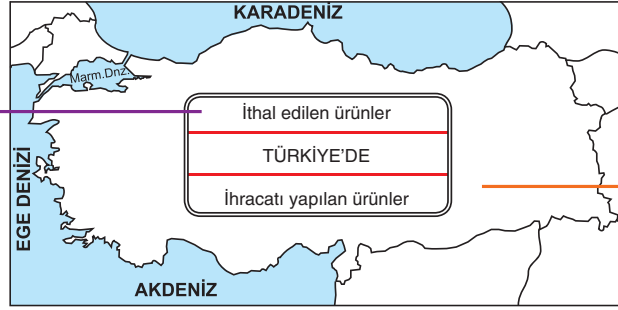 KARADENİZ
Marm.Dnz.
İthal edilen ürünler
TÜRKİYE'DE
İhracatı yapılan ürünler
EGE DENİZİ
AKDENİZ